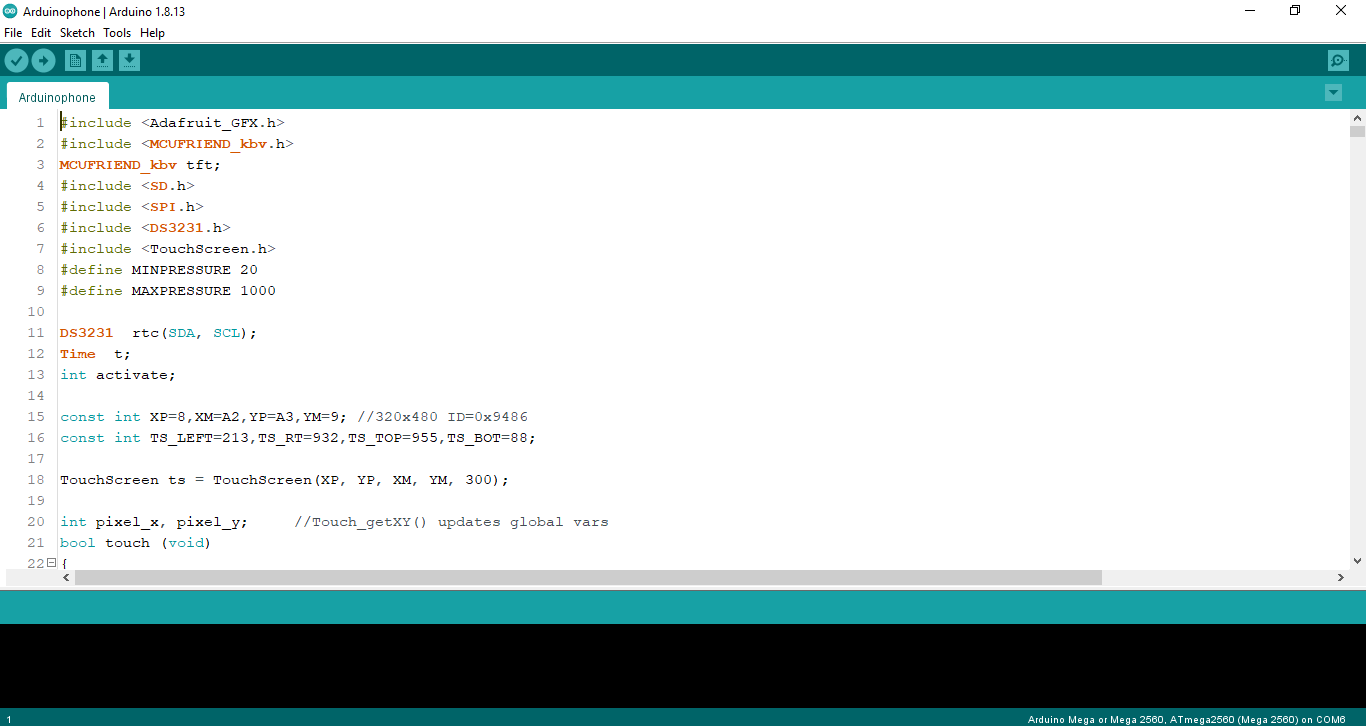 Arduinophone | Arduino 1.8.13
File Edit Sketch Tools Help
Arduinophone
1 #include <Adafruit_GFX.h>
2 #include <MCUFRIEND_kbv.h>
3 MCUFRIEND_kbv tft;
4 #include <SD.h>
5 #include <SPI.h>
6 #include <DS3231.h>
7 #include <TouchScreen.h>
8 #define MINPRESSURE 20
9 #define MAXPRESSURE 1000
10
11 DS3231  rtc(SDA, SCL);
12 Time  t;
13 int activate;
14
15 const int XP=8,XM=A2,YP=A3,YM=9; //320x480 ID=0x9486
16 const int TS_LEFT=213,TS_RT=932,TS_TOP=955,TS_BOT=88;
17
18 TouchScreen ts = TouchScreen(XP, YP, XM, YM, 300);
19
20 int pixel_x, pixel_y;     //Touch_getXY() updates global vars
21 bool touch (void)
22 {
1
Arduino Mega or Mega 2560, ATmega2560 (Mega 2560) on COM6